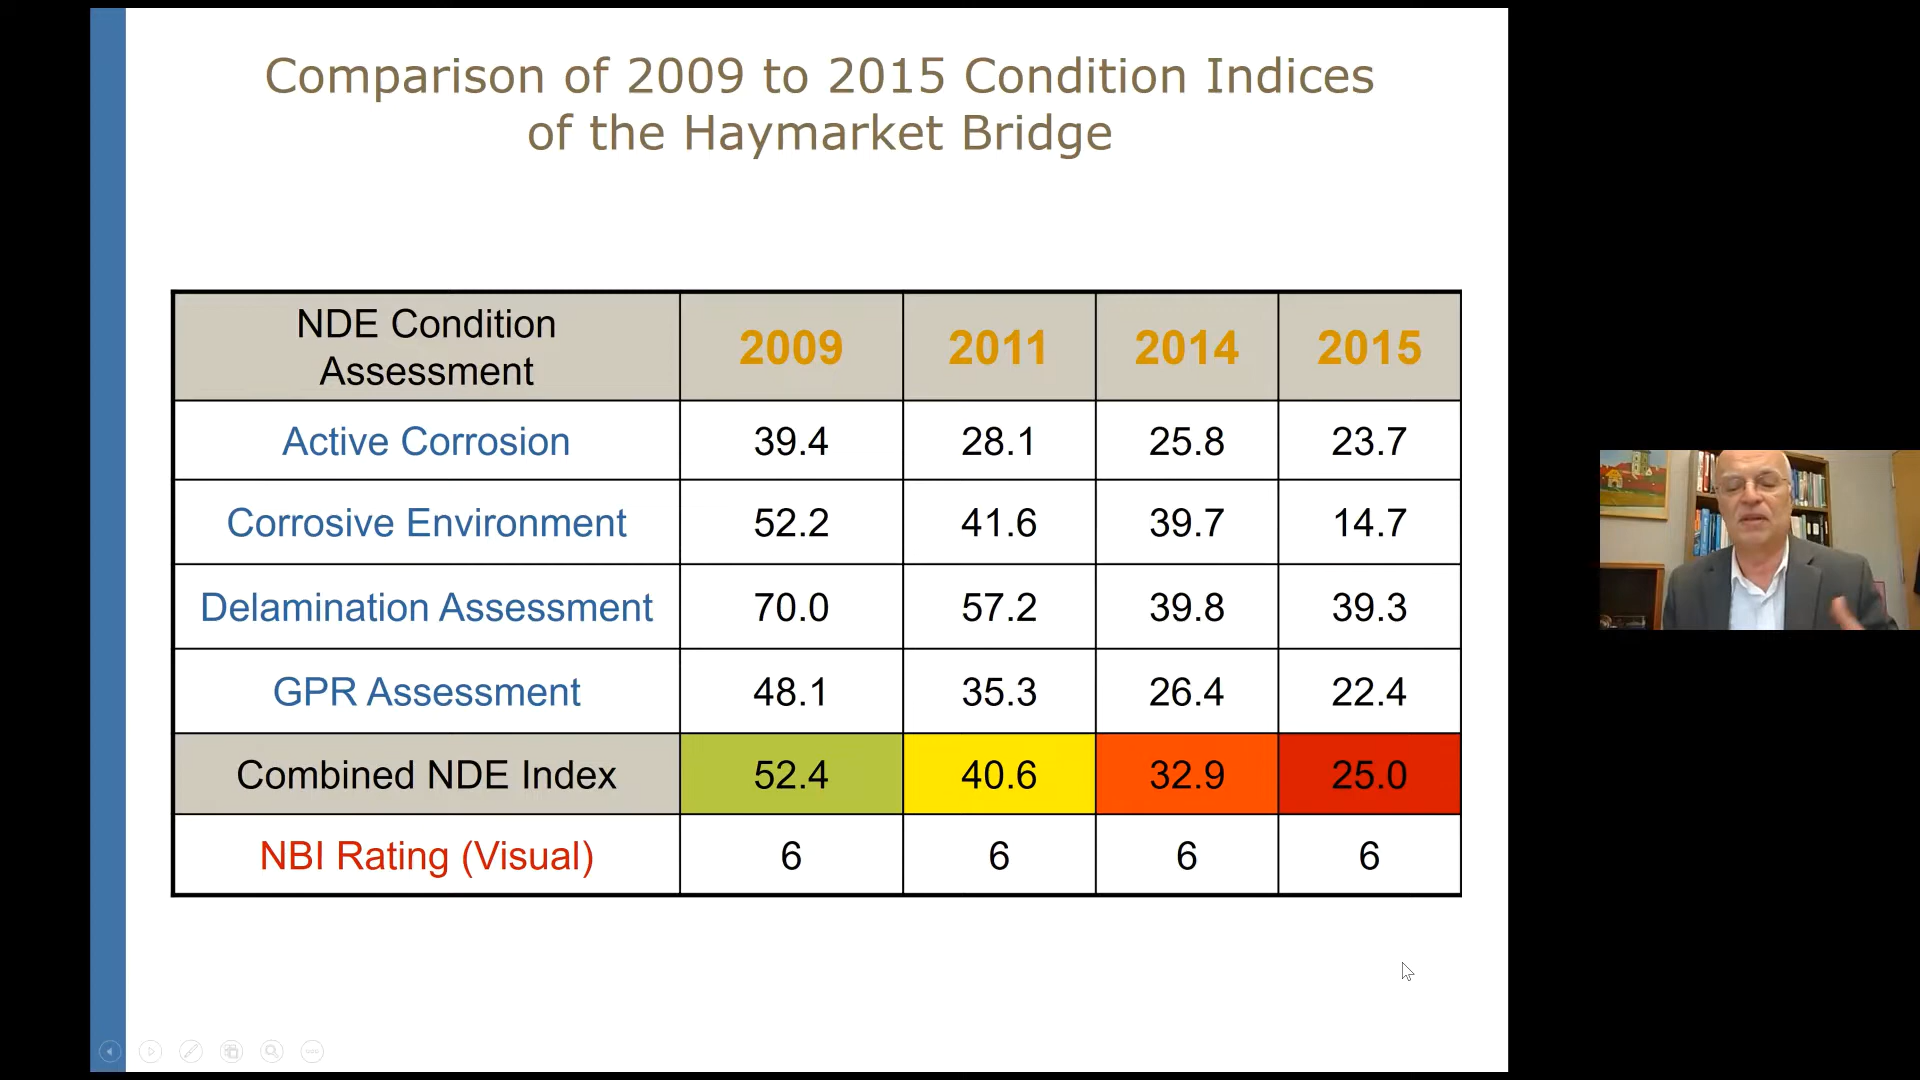 Comparison of 2009 to 2015 Condition Indices
of the Haymarket Bridge
NDE Condition
Assessment
2009
2011
2014
2015
Active Corrosion
39.4
28.1
25.8
23.7
Corrosive Environment
52.2
41.6
39.7
14.7
Delamination Assessment
70.0
57.2
39.8
39.3
GPR Assessment
48.1
35.3
26.4
22.4
Combined NDE Index
52.4
40.6
32.9
25.0
NBI Rating (Visual)
6
6
6
6